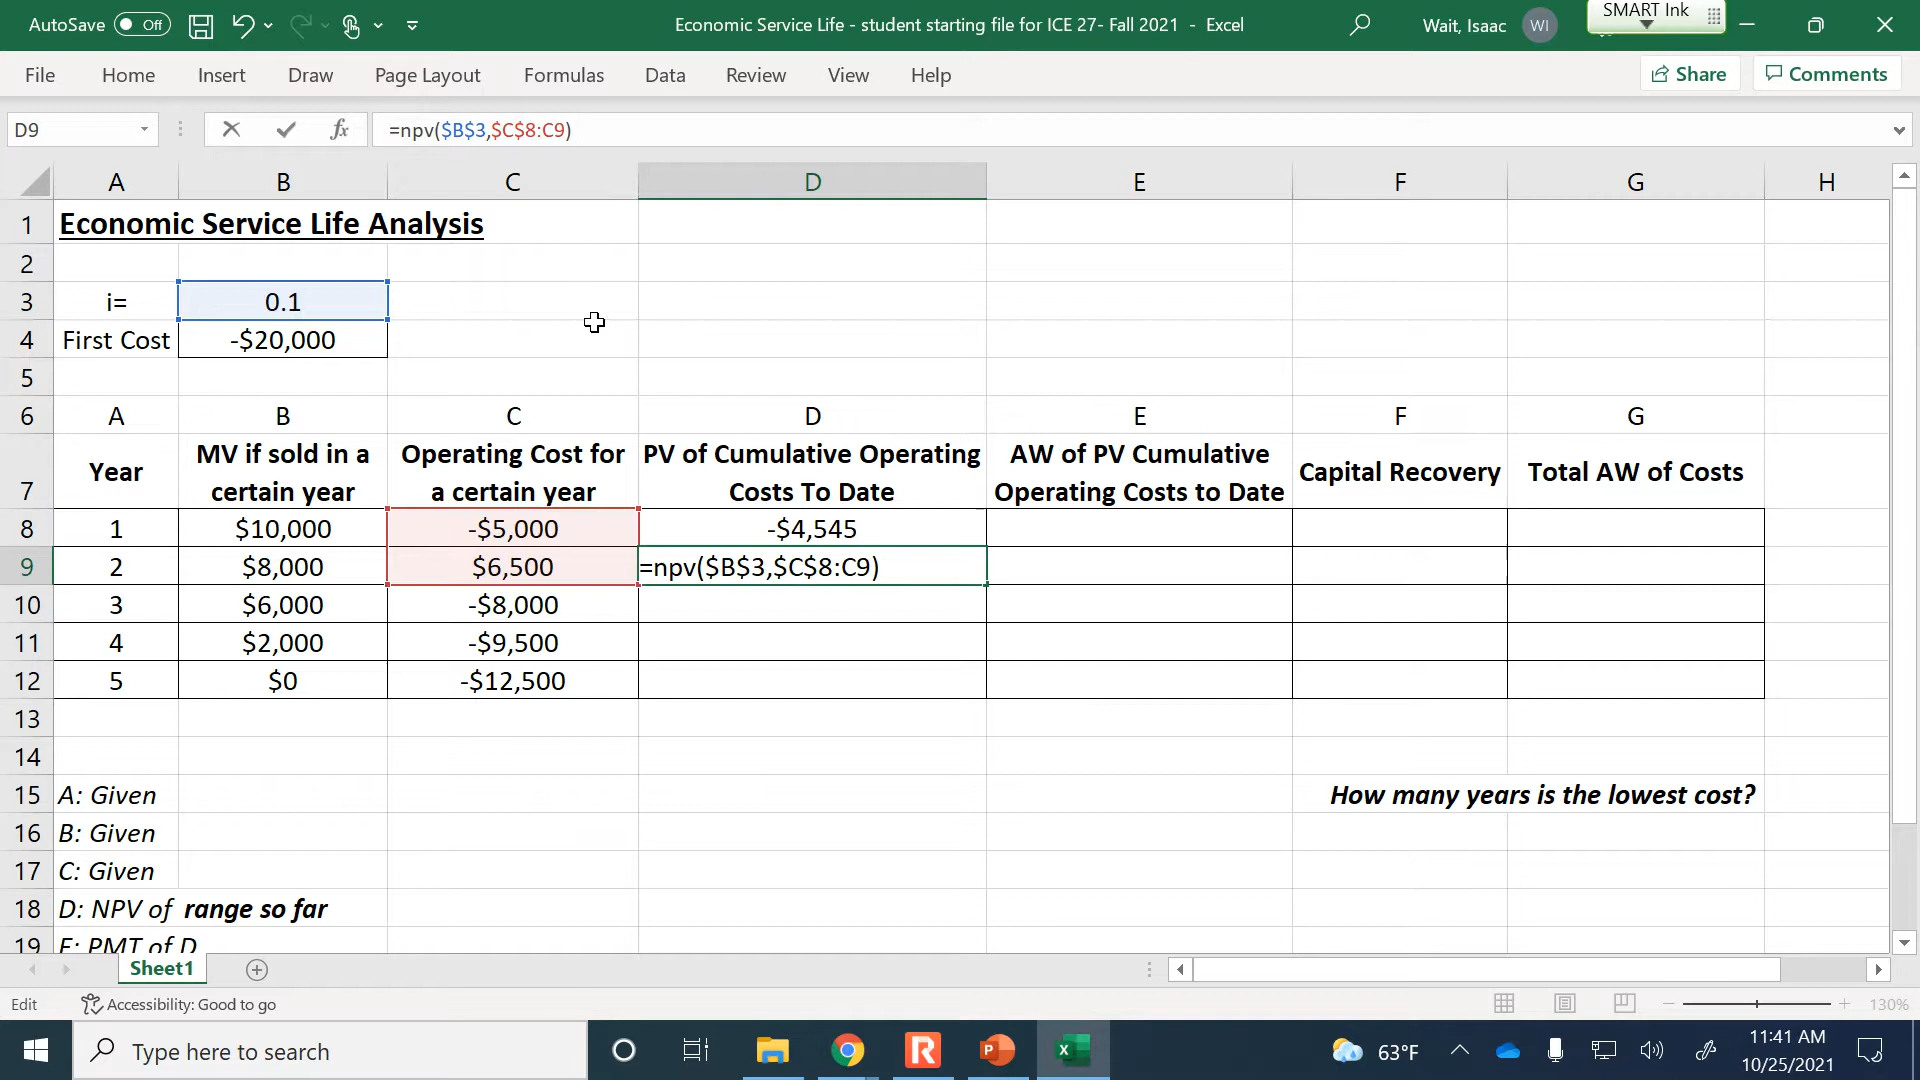 AutoSave Off
Economic Service Life - student starting file for ICE 27- Fall 2021 - Excel
Wait, Isaac WI
SMART Ink
File Home Insert Draw Page Layout Formulas Data Review View Help Share Comments
D9 fx =npv($B$3,$C$8:C9)
A B C D E F G H
1 Economic Service Life Analysis
2
3 i= 0.1
4 First Cost -$20,000
5
6 A B C D E F G
7 Year MV if sold in a certain year Operating Cost for a certain year PV of Cumulative Operating Costs To Date AW of PV Cumulative Operating Costs to Date Capital Recovery Total AW of Costs
8 1 $10,000 -$5,000 -$4,545
9 2 $8,000 $6,500 =npv($B$3,$C$8:C9)
10 3 $6,000 -$8,000
11 4 $2,000 -$9,500
12 5 $0 -$12,500
13
14
15 A: Given How many years is the lowest cost?
16 B: Given
17 C: Given
18 D: NPV of range so far
19 E: PMT of D
Sheet1
Edit Accessibility: Good to go 130%
Type here to search
63°F
11:41 AM
10/25/2021